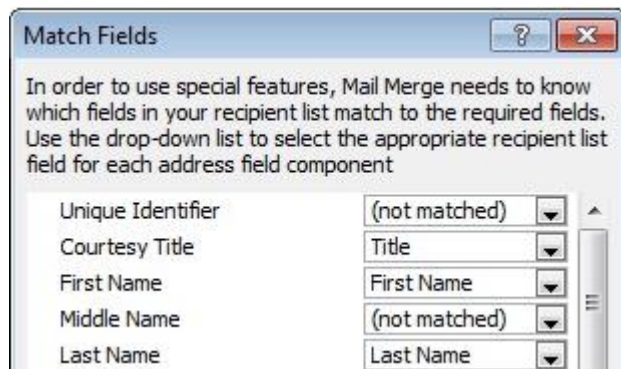 Match Fields
In order to use special features, Mail Merge needs to know
which fields in your recipient list match to the required fields.
Use the drop-down list to select the appropriate recipient list
field for each address field component
Unique Identifier (not matched)
Courtesy Title Title
First Name First Name
Middle Name (not matched)
Last Name Last Name